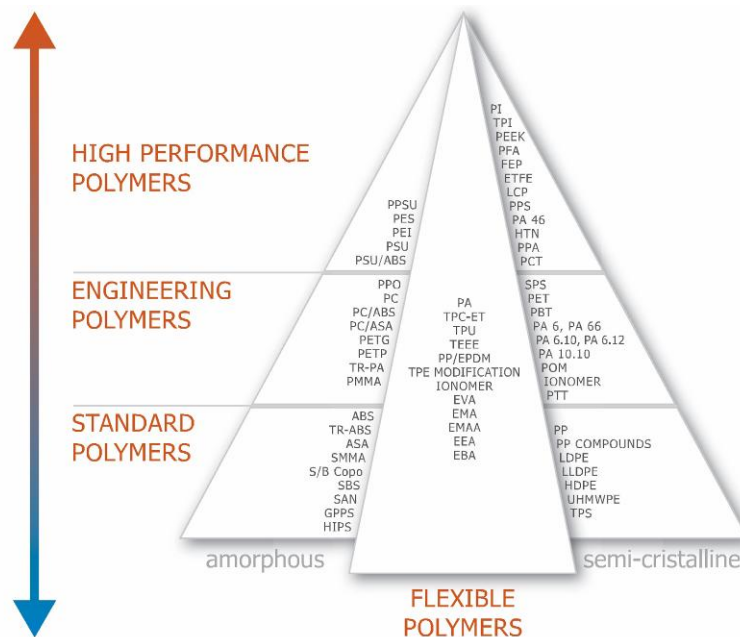 HIGH PERFORMANCE
POLYMERS
PPSU
PES
PEI
PSU
PSU/ABS
PI
TPI
PEEK
PFA
FEP
ETFE
LCP
PPS
PA 46
HTN
PPA
PCT
ENGINEERING
POLYMERS
PPO
PC
PC/ABS
PC/ASA
PETG
PETP
TR-PA
PMMA
SPS
PET
PBT
PA 6, PA 66
PA 6.10, PA 6.12
PA 10.10
POM
IONOMER
PTT
STANDARD
POLYMERS
ABS
TR-ABS
ASA
SMMA
S/B Copo
SBS
SAN
GPPS
HIPS
PP
PP COMPOUNDS
LDPE
LLDPE
HDPE
UHMWPE
TPS
PA
TPC-ET
TPU
TEEE
PP/EPDM
TPE MODIFICATION
IONOMER
EVA
EMA
EMAA
EEA
EBA
amorphous
semi-cristalline
FLEXIBLE
POLYMERS